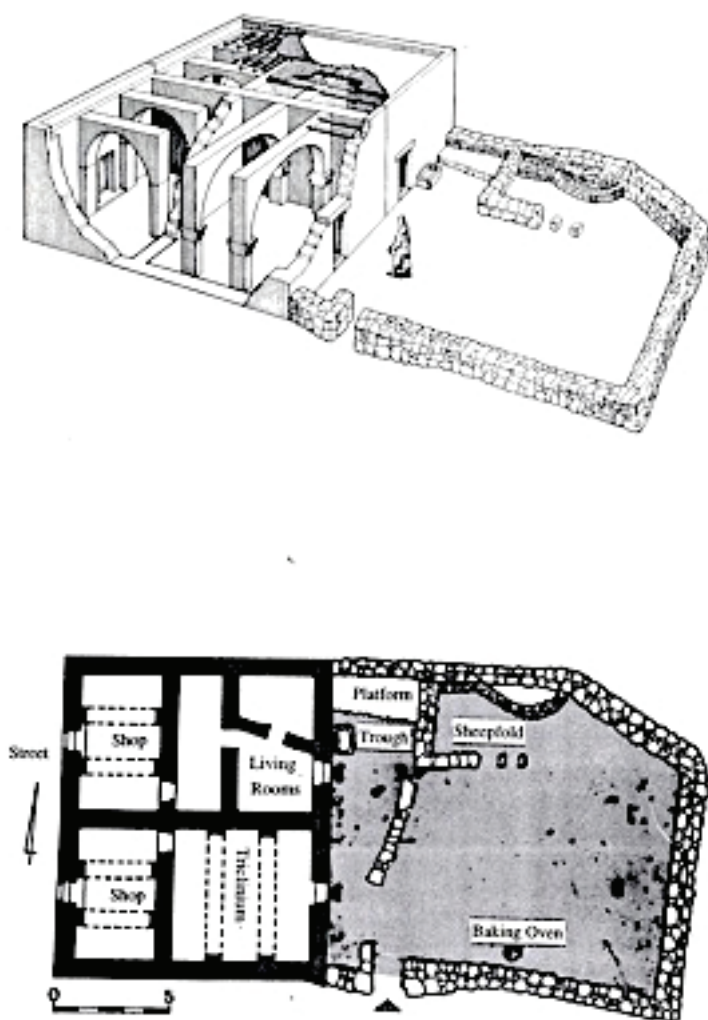 Platform
Street
Shop
Trough
Sheepfold
Living
Rooms
Shop
Triclinium
Baking Oven
0
5